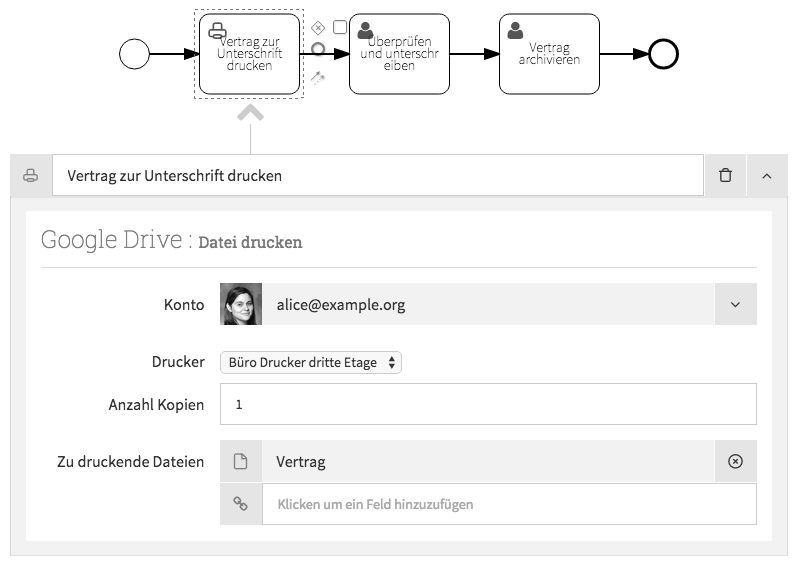 Vertrag zur
Unterschrift
drucken
Überprüfen
und unterschr
eiben
Vertrag
archivieren
Vertrag zur Unterschrift drucken
Google Drive : Datei drucken
Konto alice@example.org
Drucker Büro Drucker dritte Etage
Anzahl Kopien 1
Zu druckende Dateien Vertrag
Klicken um ein Feld hinzuzufügen